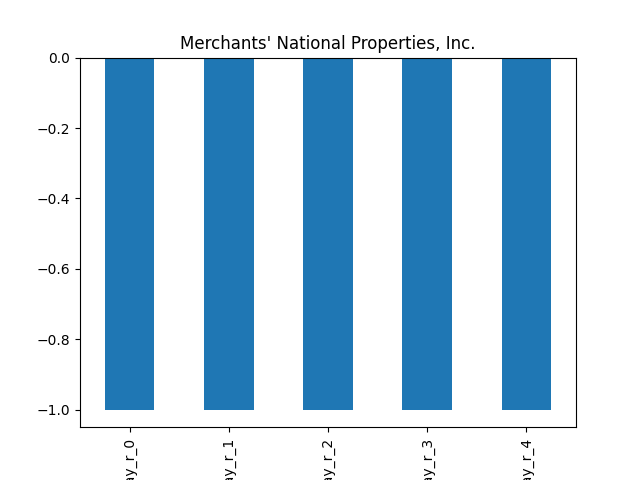 Merchants' National Properties, Inc.
0.0
−0.2
−0.4
−0.6
−0.8
−1.0
ay_r_0
ay_r_1
ay_r_2
ay_r_3
ay_r_4